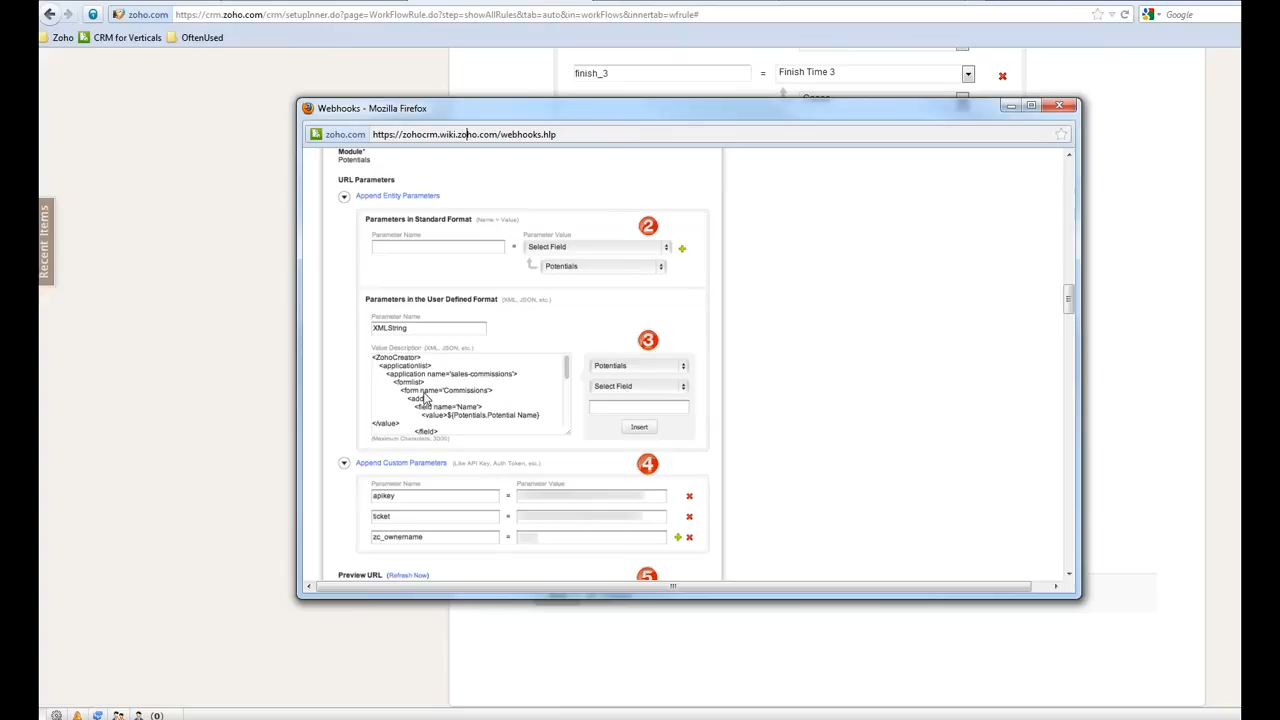 zoho.com
https://crm.zoho.com/crm/setupInner.do?page=WorkFlowRule.do?step=showAllRules&tab=auto&in=workFlows&innertab=wfrule#
Google
Zoho
CRM for Verticals
OftenUsed
Recent Items
finish_3
=
Finish Time 3
Webhooks - Mozilla Firefox
zoho.com
https://zohocrm.wiki.zoho.com/webhooks.hlp
Module*
Potentials
URL Parameters
Append Entity Parameters
Parameters in Standard Format (Name = Value)
2
Parameter Name
Parameter Value
=
Select Field
Potentials
Parameters in the User Defined Format (XML, JSON, etc.)
Parameter Name
XMLString
3
Value Description (XML, JSON, etc.)
<ZohoCreator>
<applicationlist>
<application name='sales-commissions'>
<formlist>
<form name='Commissions'>
<add
<field name='Name'>
<value>${Potentials.Potential Name}
</value>
</field>
Potentials
Select Field
Insert
(Maximum Characters, 3000)
Append Custom Parameters (Like API Key, Auth Token, etc.)
4
Parameter Name
Parameter Value
apikey
=
ticket
=
zc_ownername
=
Preview URL (Refresh Now)
5
(0)